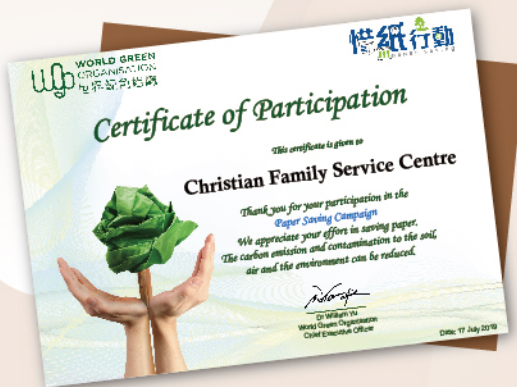 WORLD GREEN
ORGANISATION
世界綠色組織
惜紙行動
Certificate of Participation
This certificate is given to
Christian Family Service Centre
Thank you for your participation in the
Paper Saving Campaign
We appreciate your effort in saving paper.
The carbon emission and contamination to the soil,
air and the environment can be reduced.
Dr William Yu
World Green Organisation
Chief Executive Officer
Date: 17 July 2019